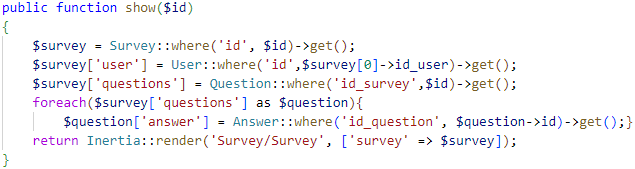 public function show($id)
{
    $survey = Survey::where('id', $id)->get();
    $survey['user'] = User::where('id',$survey[0]->id_user)->get();
    $survey['questions'] = Question::where('id_survey',$id)->get();
    foreach($survey['questions'] as $question){
        $question['answer'] = Answer::where('id_question', $question->id)->get();}
    return Inertia::render('Survey/Survey', ['survey' => $survey]);
}